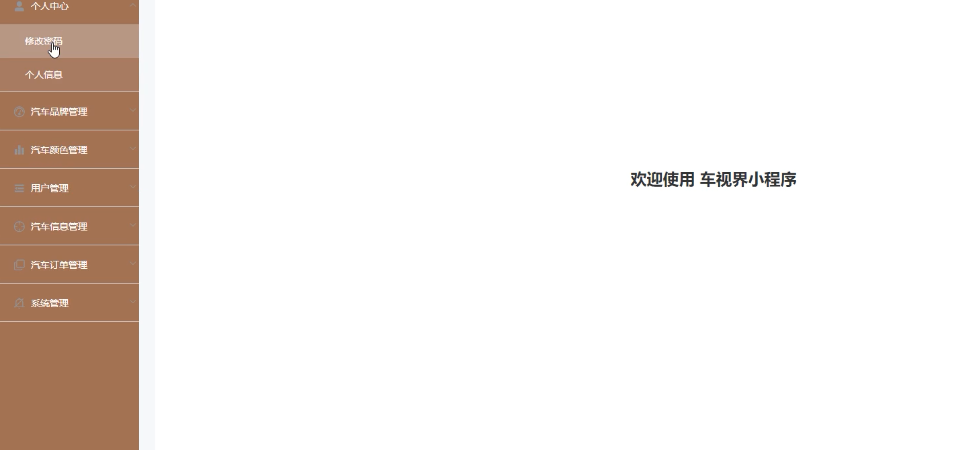 个人中心
修改密码
个人信息
汽车品牌管理
汽车颜色管理
用户管理
汽车信息管理
汽车订单管理
系统管理
欢迎使用 车视界小程序